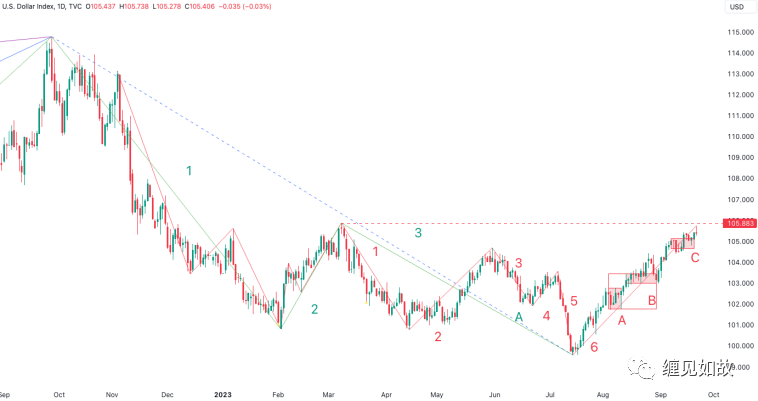 U.S. Dollar Index, 1D, TVC O105.437 H105.738 L105.278 C105.406 −0.035 (−0.03%)
USD
115.000
114.000
113.000
112.000
111.000
110.000
109.000
108.000
107.000
105.883
105.000
104.000
103.000
102.000
101.000
100.000
99.000
1
3
1
2
3
C
A
5
B
4
A
2
6
缠见如故
Sep
Oct
Nov
Dec
2023
Feb
Mar
Apr
May
Jun
Jul
Aug
Sep
Oct